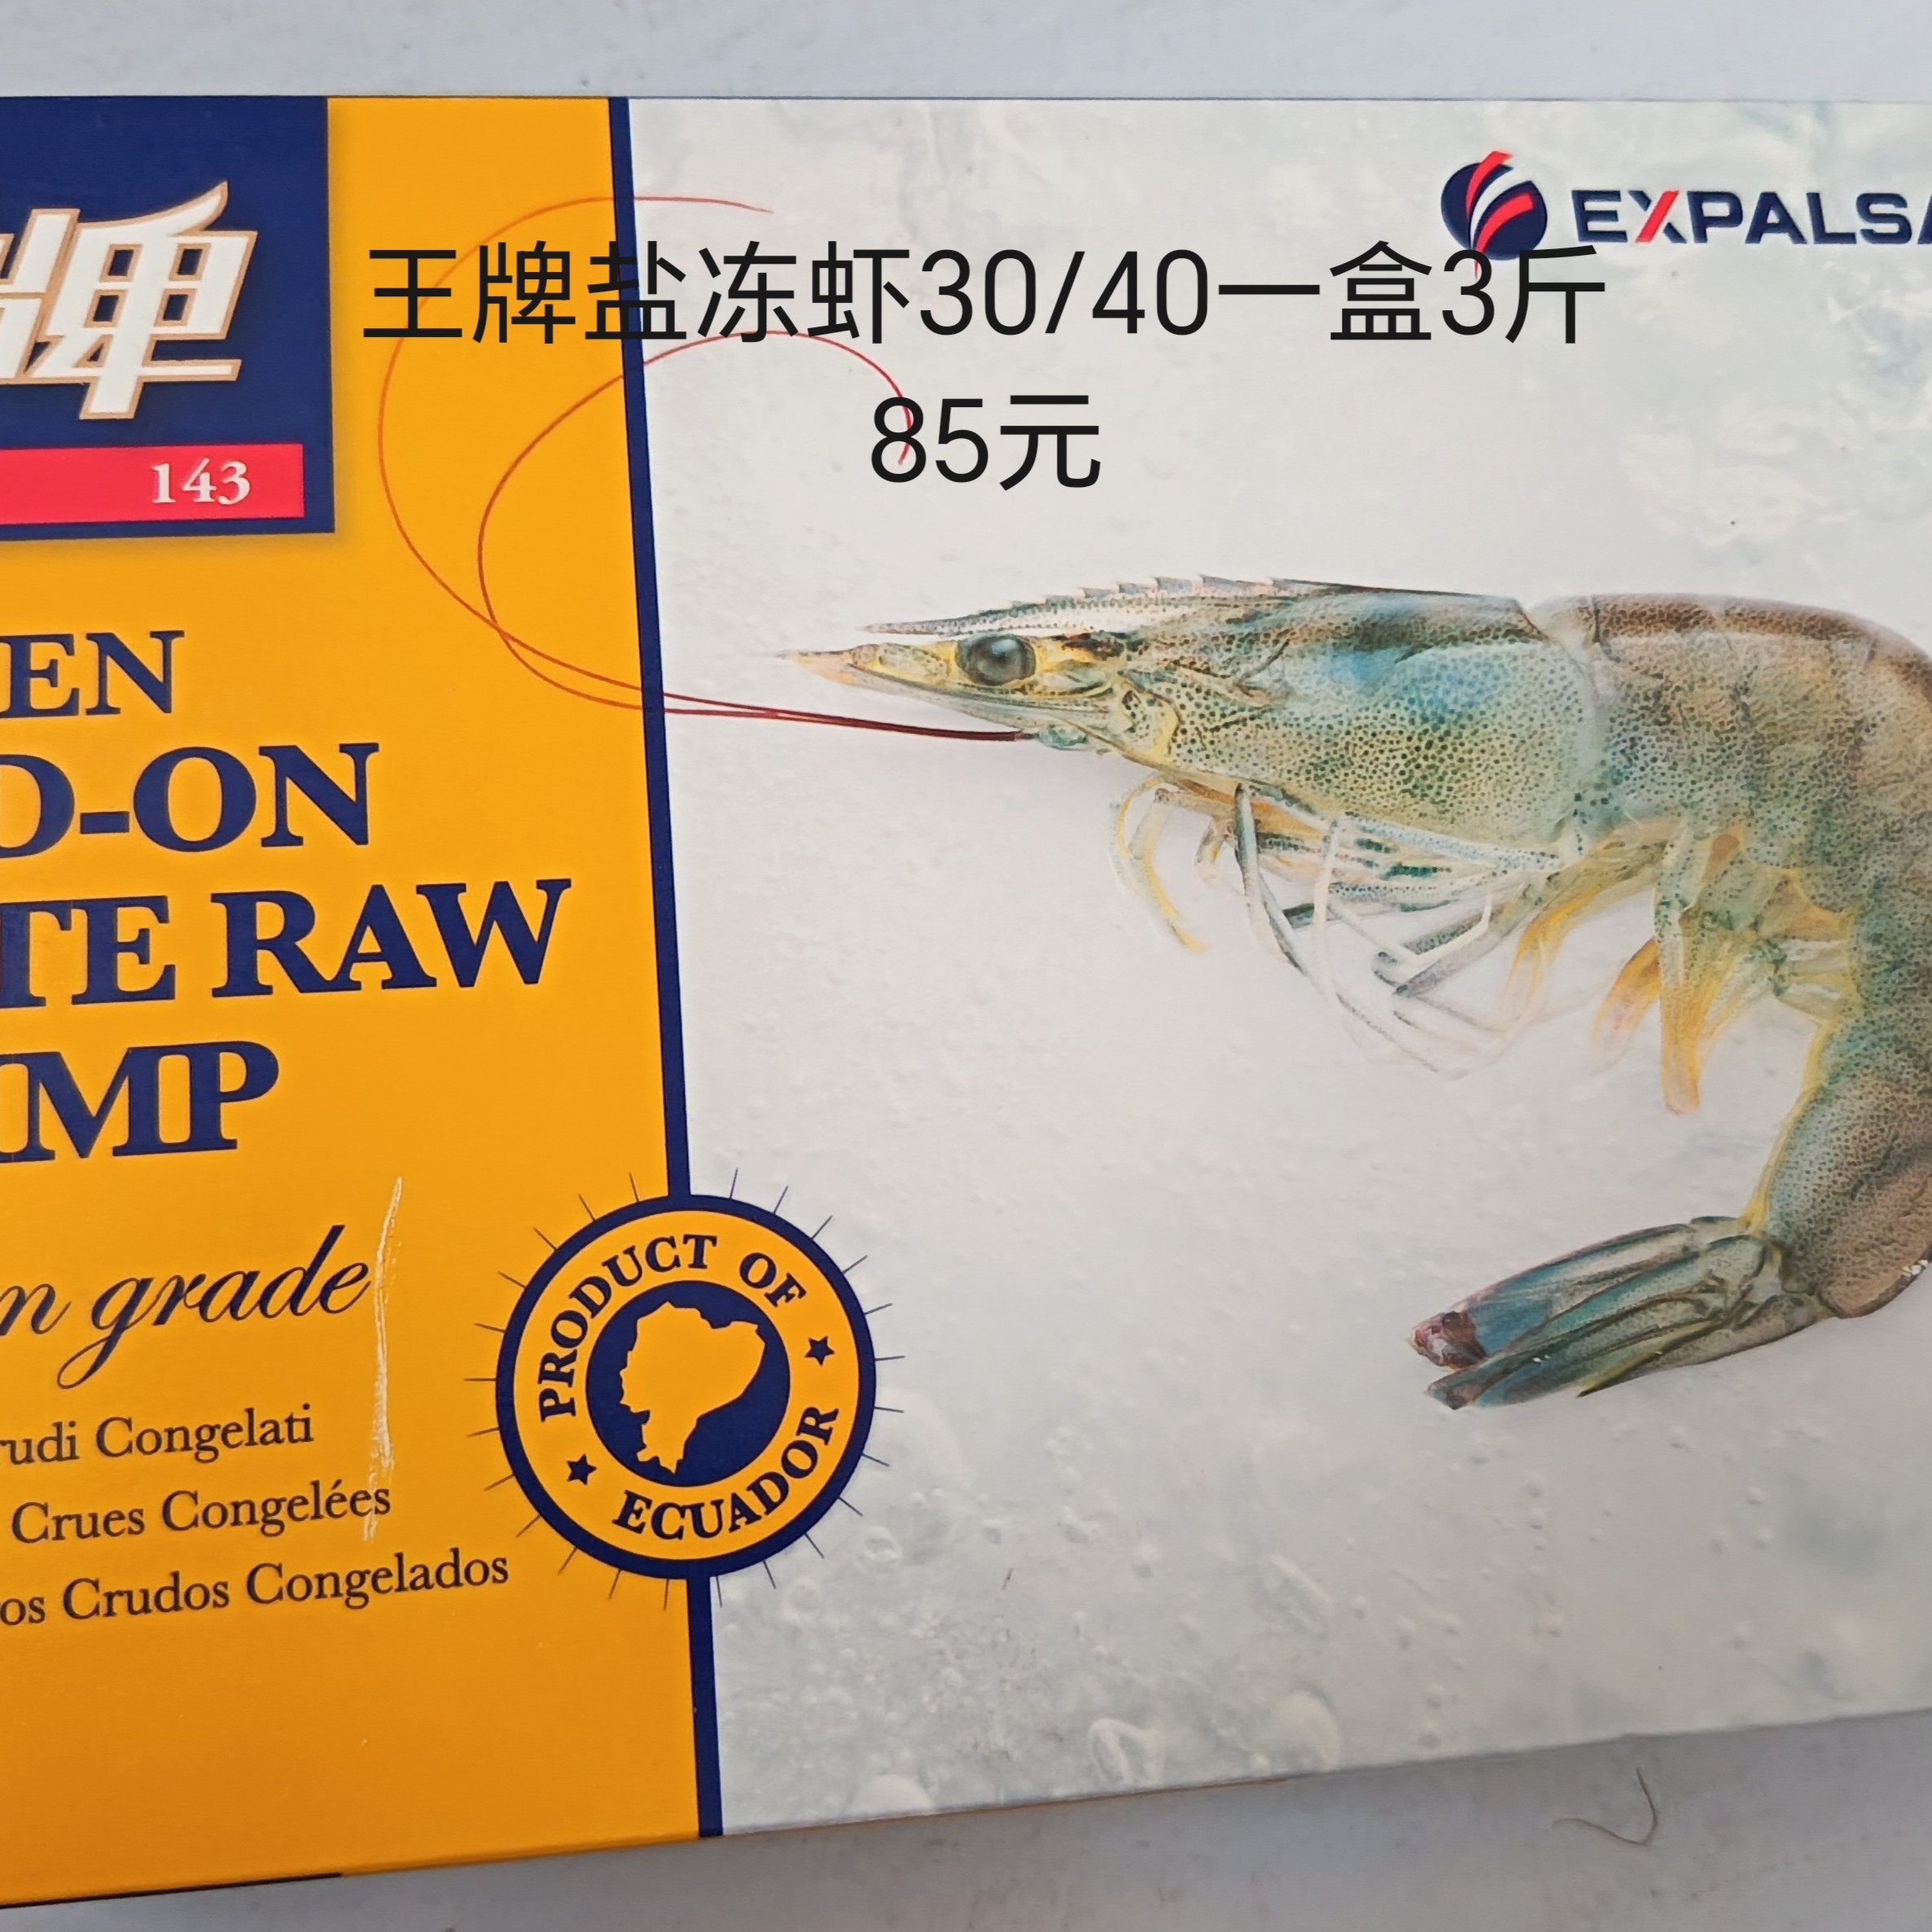 EXPALSA
王牌盐冻虾30/40一盒3斤
85元
牌
143
EN
D-ON
TE RAW
MP
n grade
rudi Congelati
Crues Congelées
os Crudos Congelados
PRODUCT OF
ECUADOR